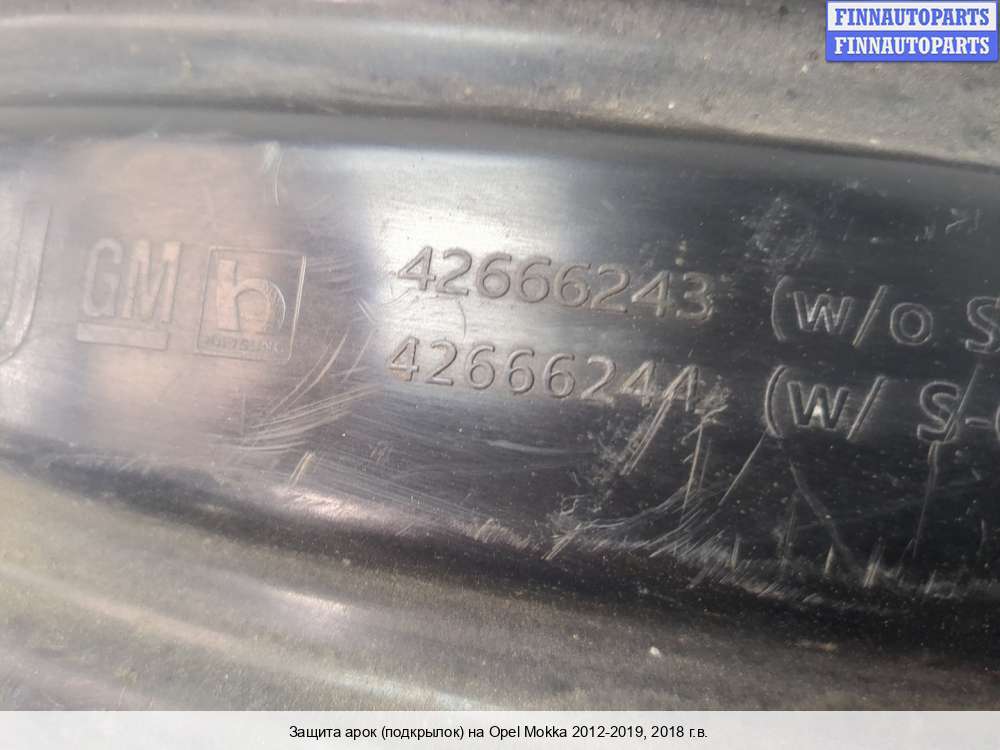 FINNAUTOPARTS
FINNAUTOPARTS
GM
42666243 (w/o S
42666244 (w/ S-
Защита арок (подкрылок) на Opel Mokka 2012-2019, 2018 г.в.